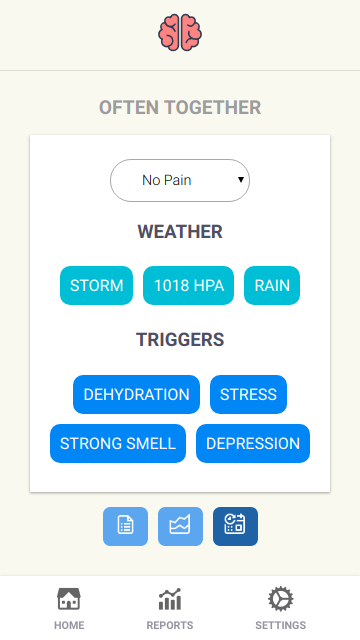 OFTEN TOGETHER
No Pain
WEATHER
STORM 1018 HPA RAIN
TRIGGERS
DEHYDRATION STRESS
STRONG SMELL DEPRESSION
HOME REPORTS SETTINGS